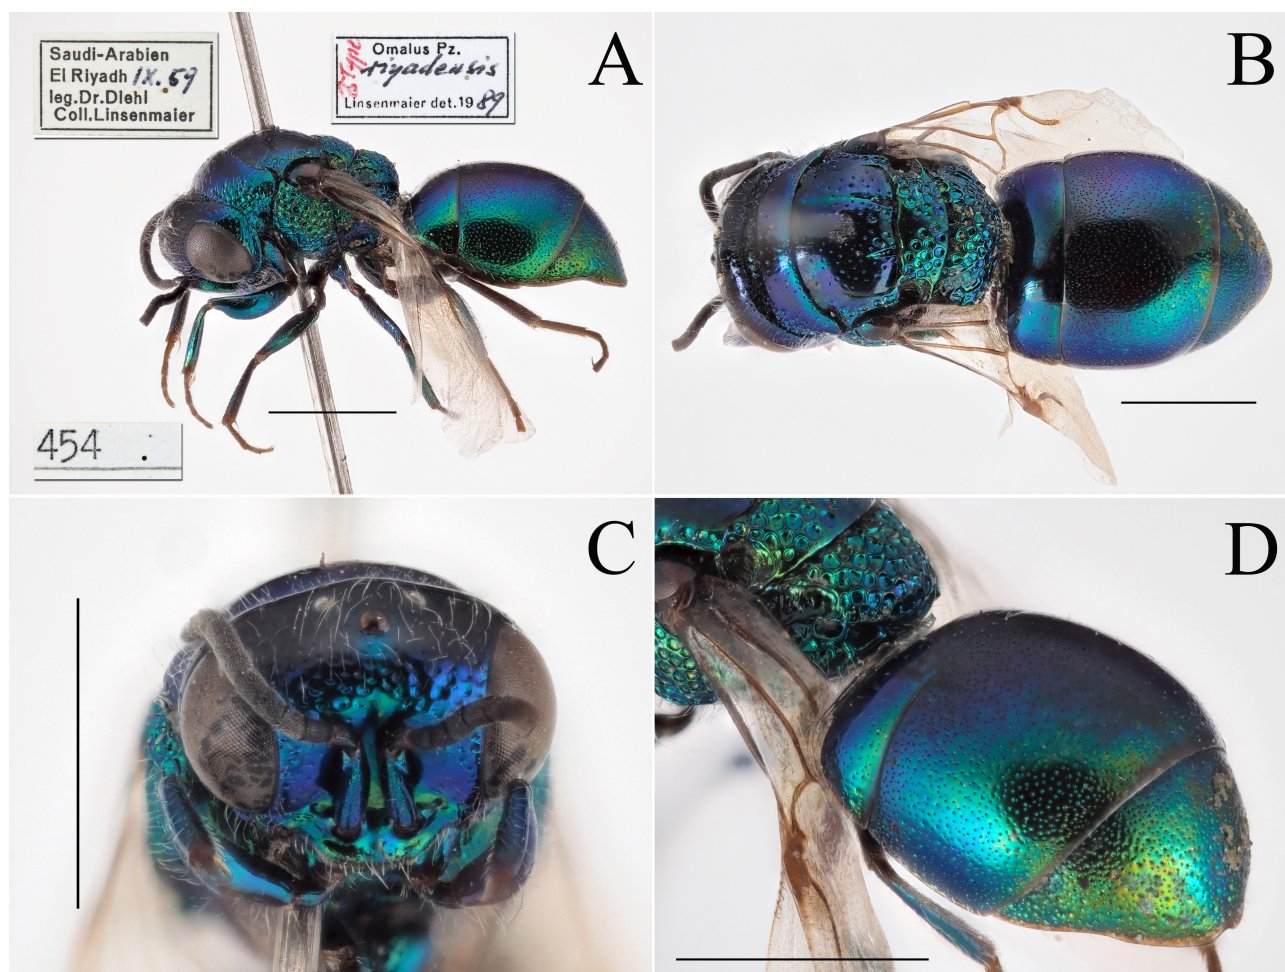 Saudi-Arabien
El Riyadh IX.59
leg.Dr.Diehl
Coll.Linsenmaier
Type
Omalus Pz.
riyadensis
Linsenmaier det.1989
A
B
454 :
C
D